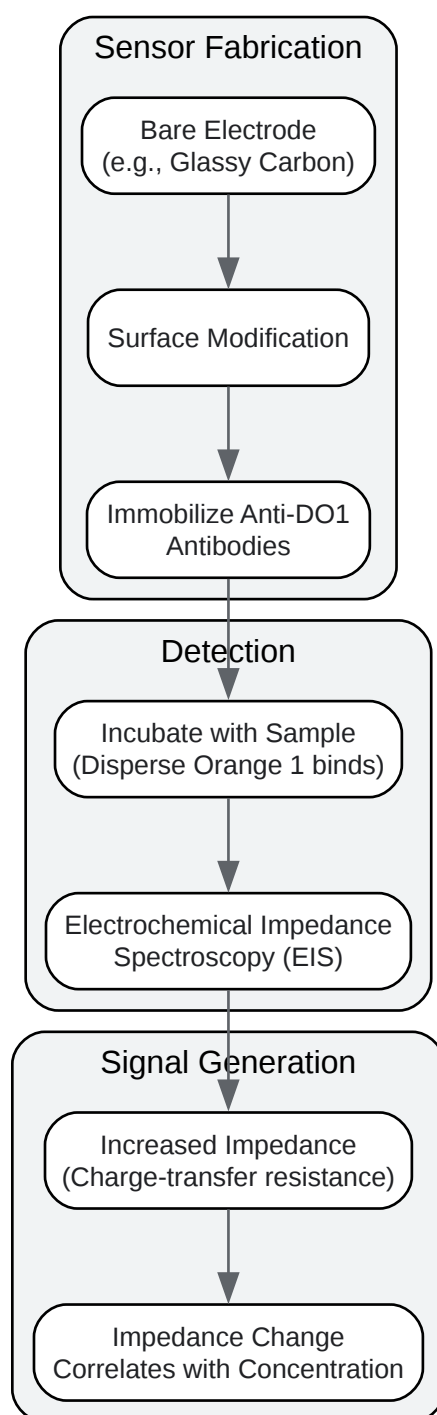 Sensor Fabrication
Bare Electrode
(e.g., Glassy Carbon)
Surface Modification
Immobilize Anti-DO1
Antibodies
Detection
Incubate with Sample
(Disperse Orange 1 binds)
Electrochemical Impedance
Spectroscopy (EIS)
Signal Generation
Increased Impedance
(Charge-transfer resistance)
Impedance Change
Correlates with Concentration